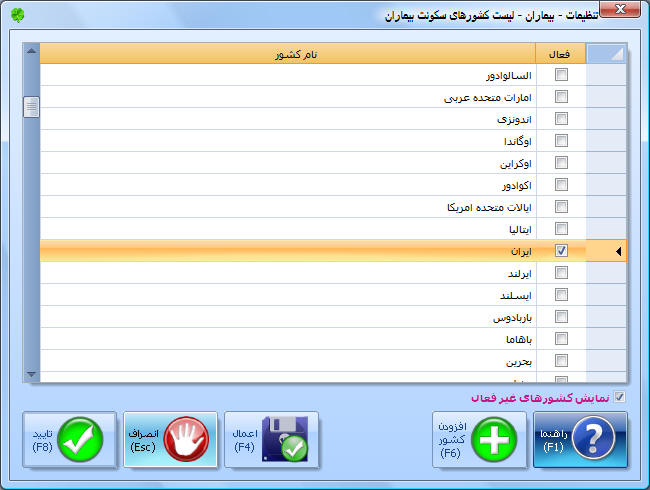 تنظیمات - بیماران - لیست کشورهای سکونت بیماران
فعال
نام کشور
السالوادور
امارات متحده عربی
اندونزی
اوگاندا
اوکراین
اکوادور
ایالات متحده امریکا
ایتالیا
ایران
ایرلند
ایسلند
باربادوس
باهاما
بحرین
نمایش کشورهای غیر فعال
راهنما
(F1)
افزودن
کشور
(F6)
اعمال
(F4)
انصراف
(Esc)
تایید
(F8)